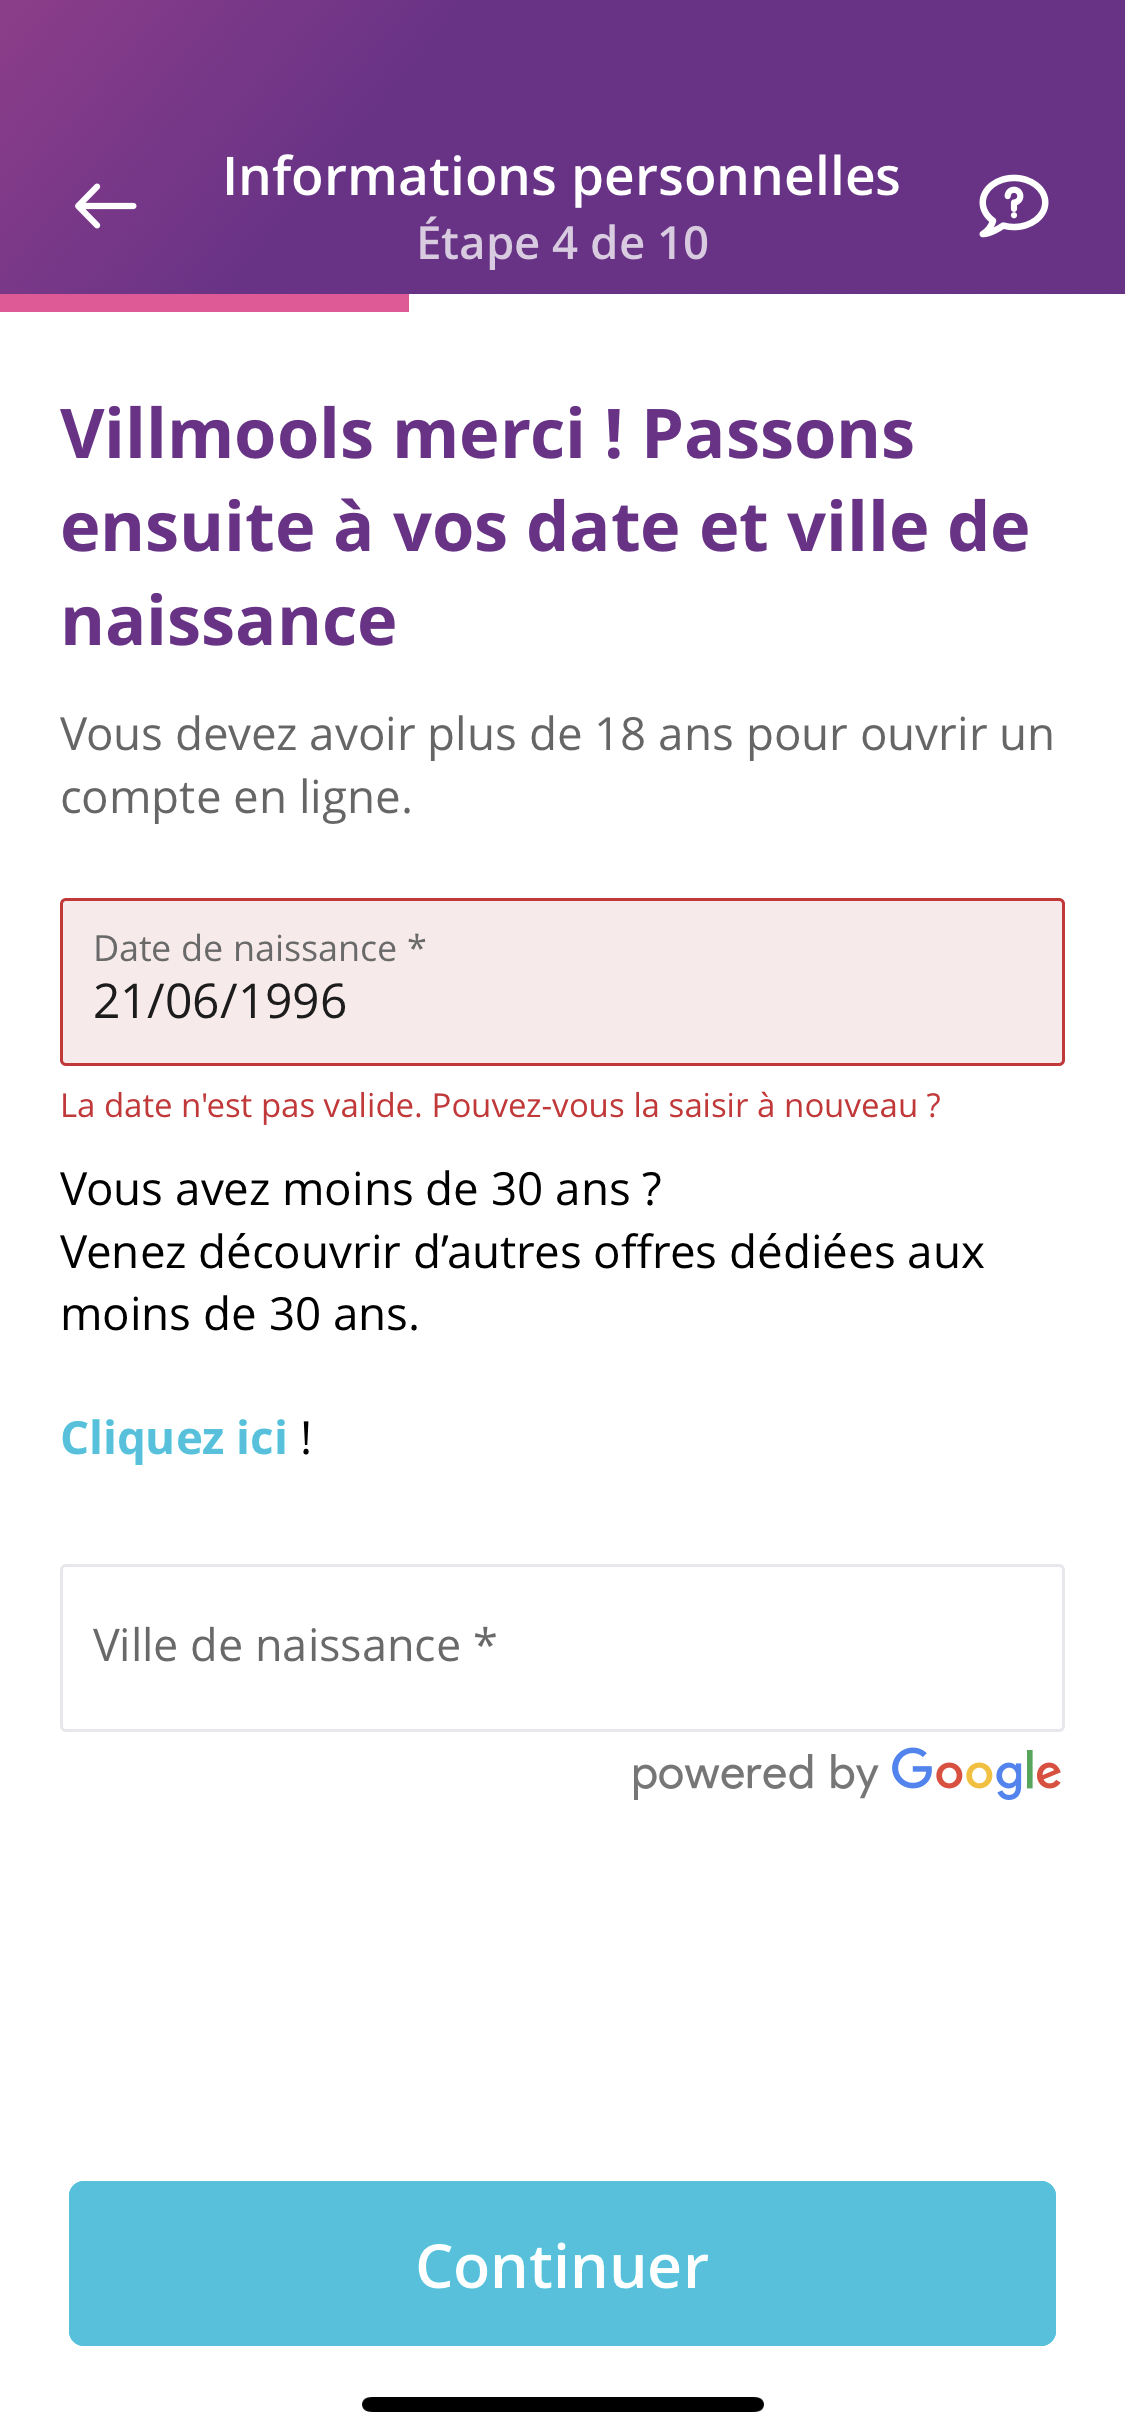 Informations personnelles
Étape 4 de 10
Villmools merci ! Passons
ensuite à vos date et ville de
naissance
Vous devez avoir plus de 18 ans pour ouvrir un
compte en ligne.
Date de naissance *
21/06/1996
La date n'est pas valide. Pouvez-vous la saisir à nouveau ?
Vous avez moins de 30 ans ?
Venez découvrir d’autres offres dédiées aux
moins de 30 ans.
Cliquez ici !
Ville de naissance *
powered by Google
Continuer